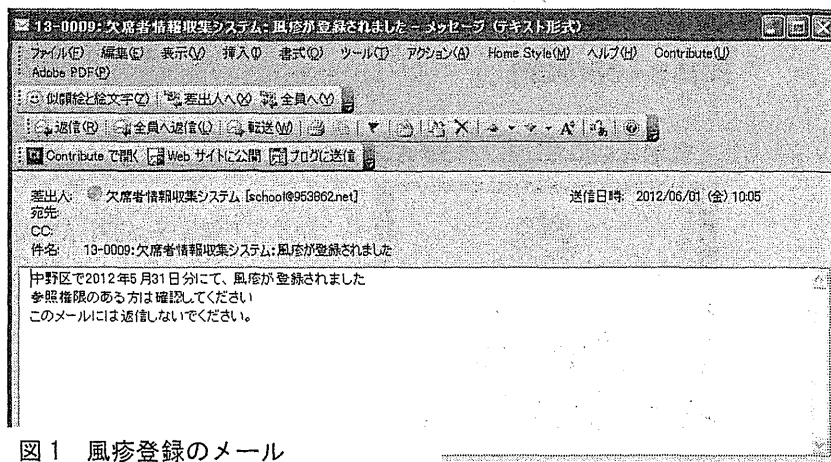 13-0009:欠席者情報収集システム:風疹が登録されました - メッセージ (テキスト形式)
ファイル(F) 編集(E) 表示(V) 挿入(I) 書式(O) ツール(T) アクション(A) Home Style(M) ヘルプ(H) Contribute(U)
Adobe PDF(P)
似顔絵と絵文字(Z) 差出人へ(X) 全員へ(V)
返信(R) 全員へ返信(L) 転送(W)
Contribute で開く Web サイトに公開 ブログに送信
差出人: 欠席者情報収集システム [school@953862.net] 送信日時: 2012/06/01 (金) 10:05
宛先:
CC:
件名: 13-0009:欠席者情報収集システム:風疹が登録されました
中野区で2012年5月31日分にて、風疹が登録されました
参照権限のある方は確認してください
このメールには返信しないでください。
図1 風疹登録のメール